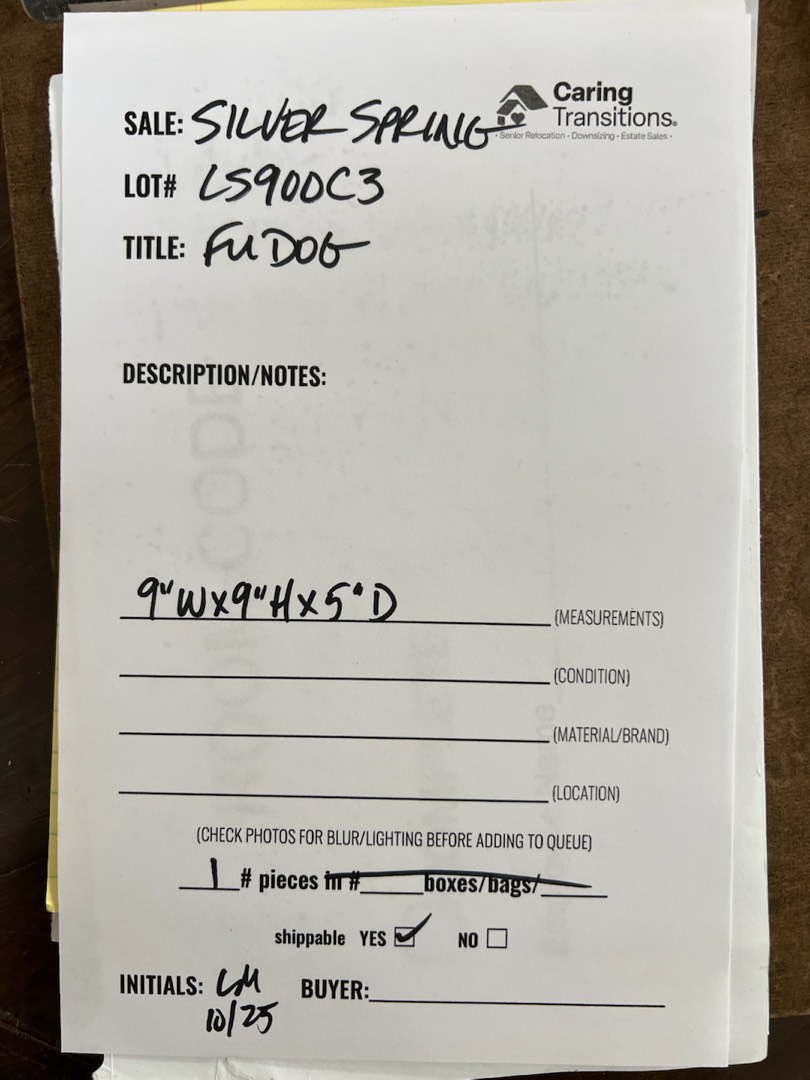 Caring
Transitions.
Senior Relocation • Downsizing • Estate Sales •
SALE: SILVER SPRING
LOT# LS900C3
TITLE: FU DOG
DESCRIPTION/NOTES:
9"W x 9"H x 5"D (MEASUREMENTS)
(CONDITION)
(MATERIAL/BRAND)
(LOCATION)
(CHECK PHOTOS FOR BLUR/LIGHTING BEFORE ADDING TO QUEUE)
1 # pieces in #____ boxes/bags/____
shippable YES ☑ NO ☐
INITIALS: LM BUYER:
10/25